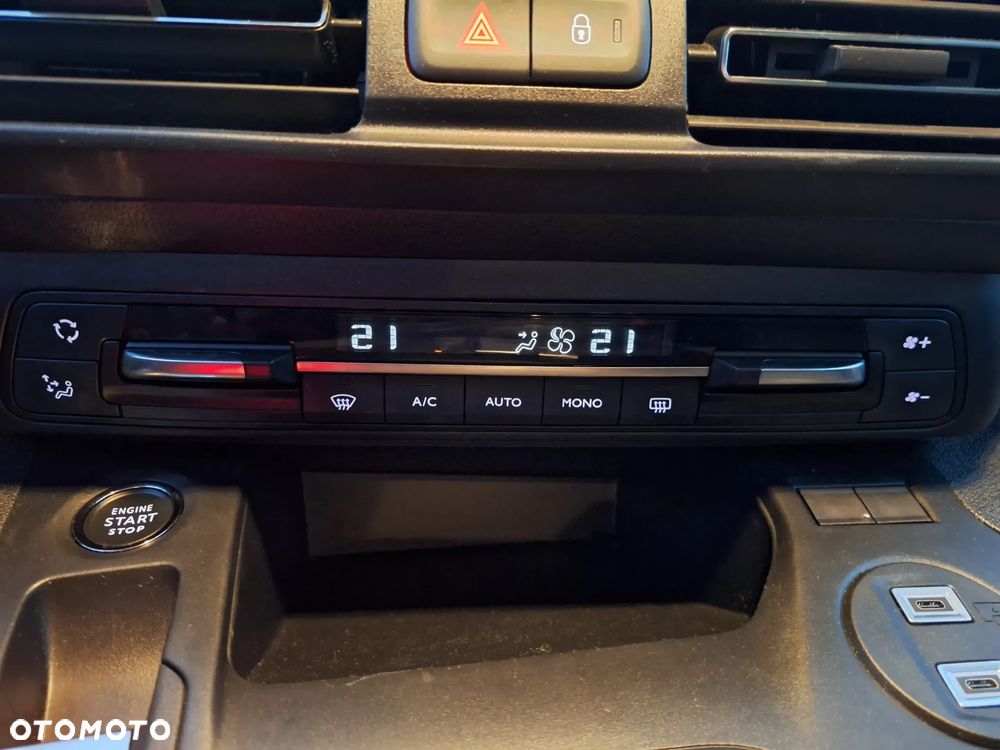 21 21
A/C AUTO MONO
ENGINE
START
STOP
OTOMOTO